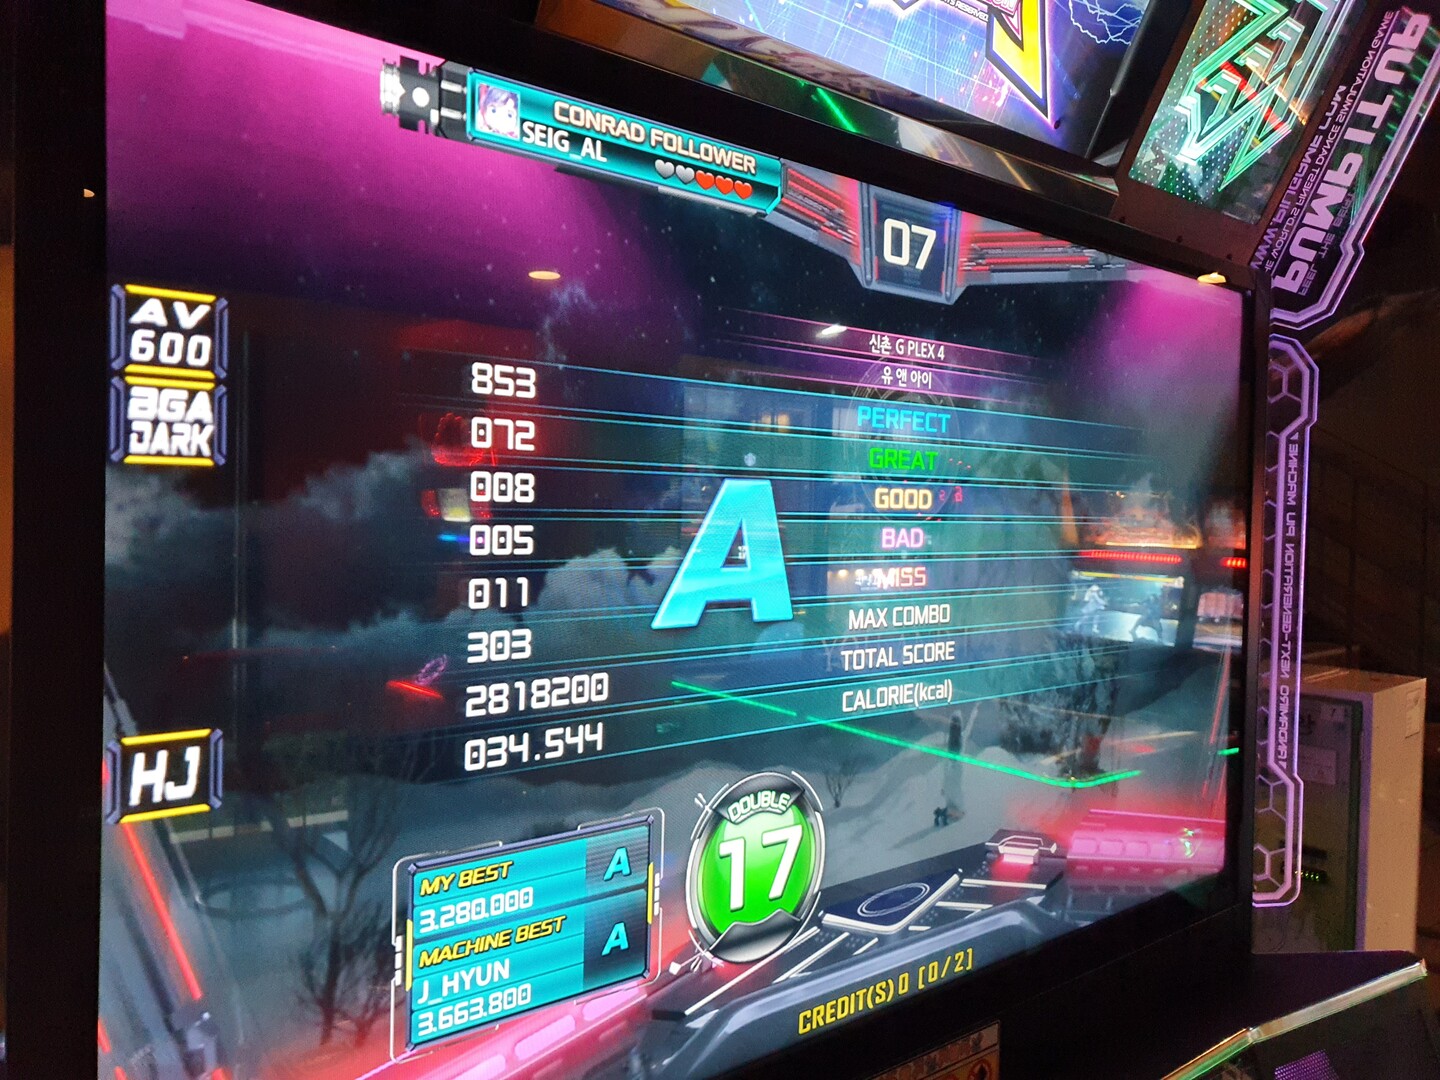 CONRAD FOLLOWER
SEIG_AL
07
AV
600
BGA
DARK
HJ
신촌 G PLEX 4
유 앤 아이
853
PERFECT
072
GREAT
008
GOOD
005
BAD
011
MISS
303
MAX COMBO
2818200
TOTAL SCORE
034.544
CALORIE(kcal)
A
MY BEST
A
3.280.000
MACHINE BEST
A
J_HYUN
3.663.800
DOUBLE
17
CREDIT(S) 0 [0/2]
PUMP IT UP